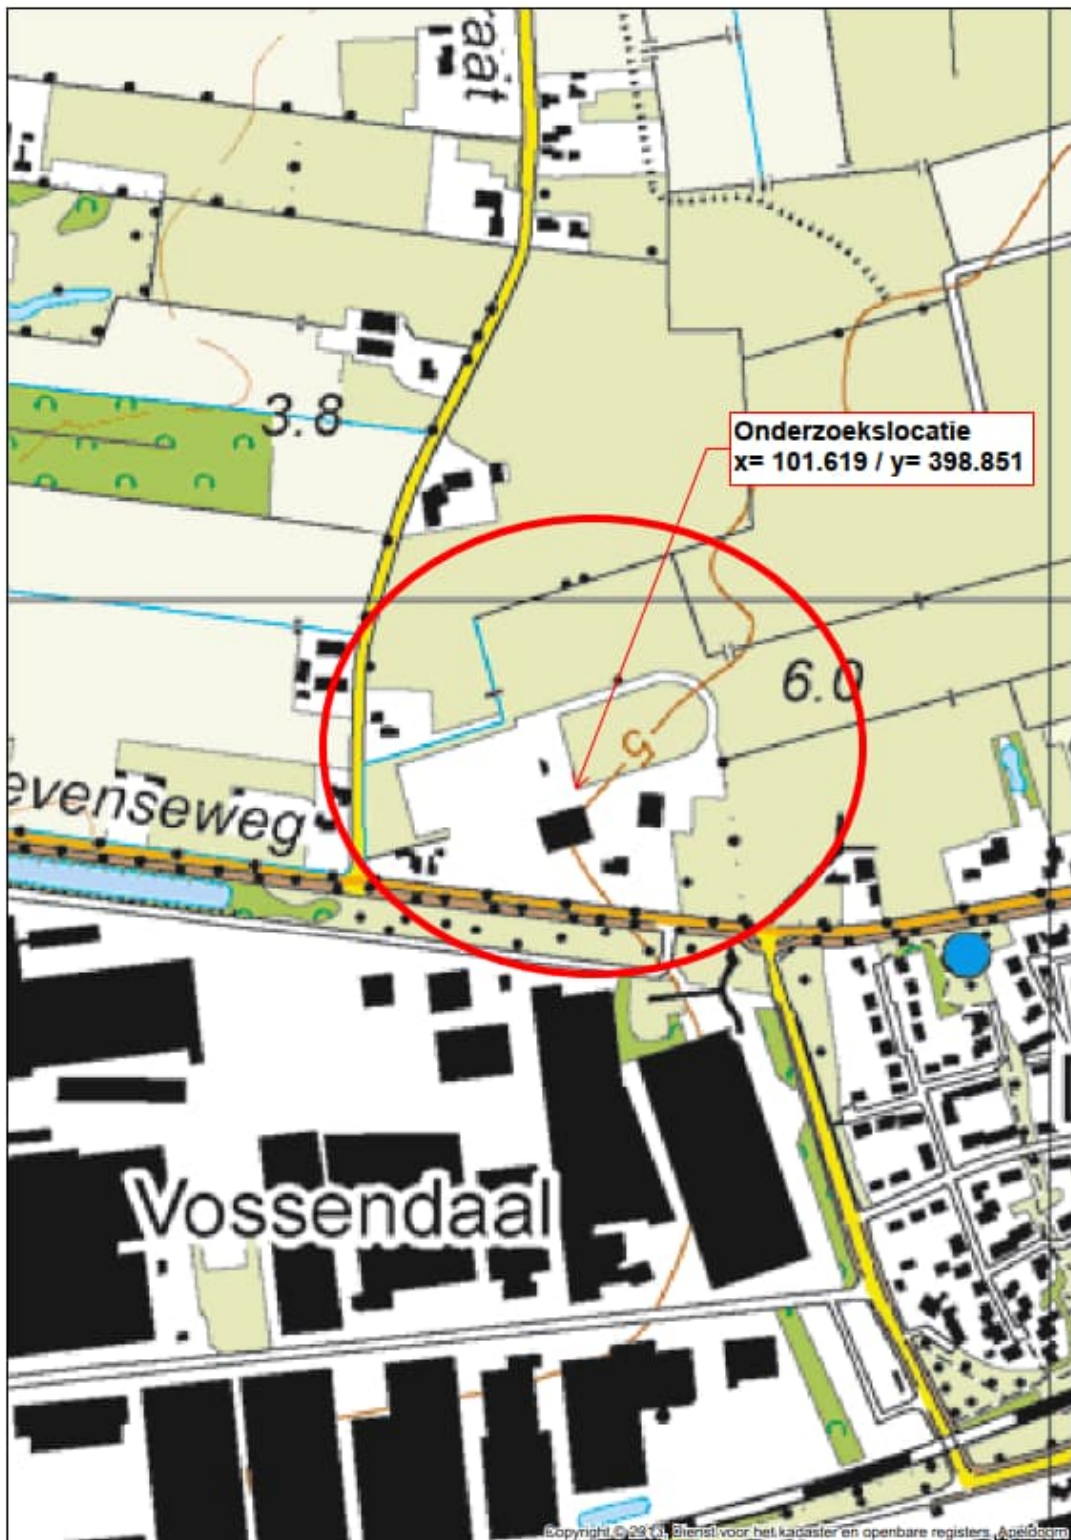 raat
3.8
Onderzoekslocatie
x= 101.619 / y= 398.851
6.0
5
evenseweg
Vossendaal
Copyright © 2013, Dienst voor het kadaster en openbare registers, Apeldoorn